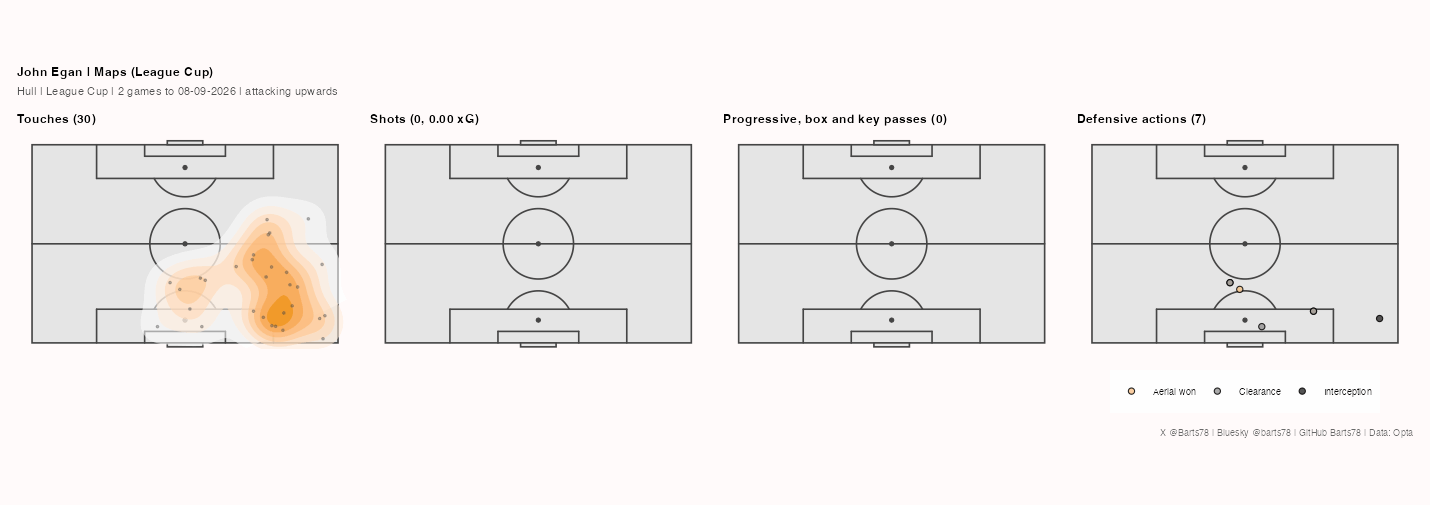 John Egan | Maps (League Cup)
Hull | League Cup | 2 games to 08-09-2026 | attacking upwards
Touches (30)
Shots (0, 0.00 xG)
Progressive, box and key passes (0)
Defensive actions (7)
Aerial won
Clearance
Interception
X @Barts78 | Bluesky @barts78 | GitHub Barts78 | Data: Opta